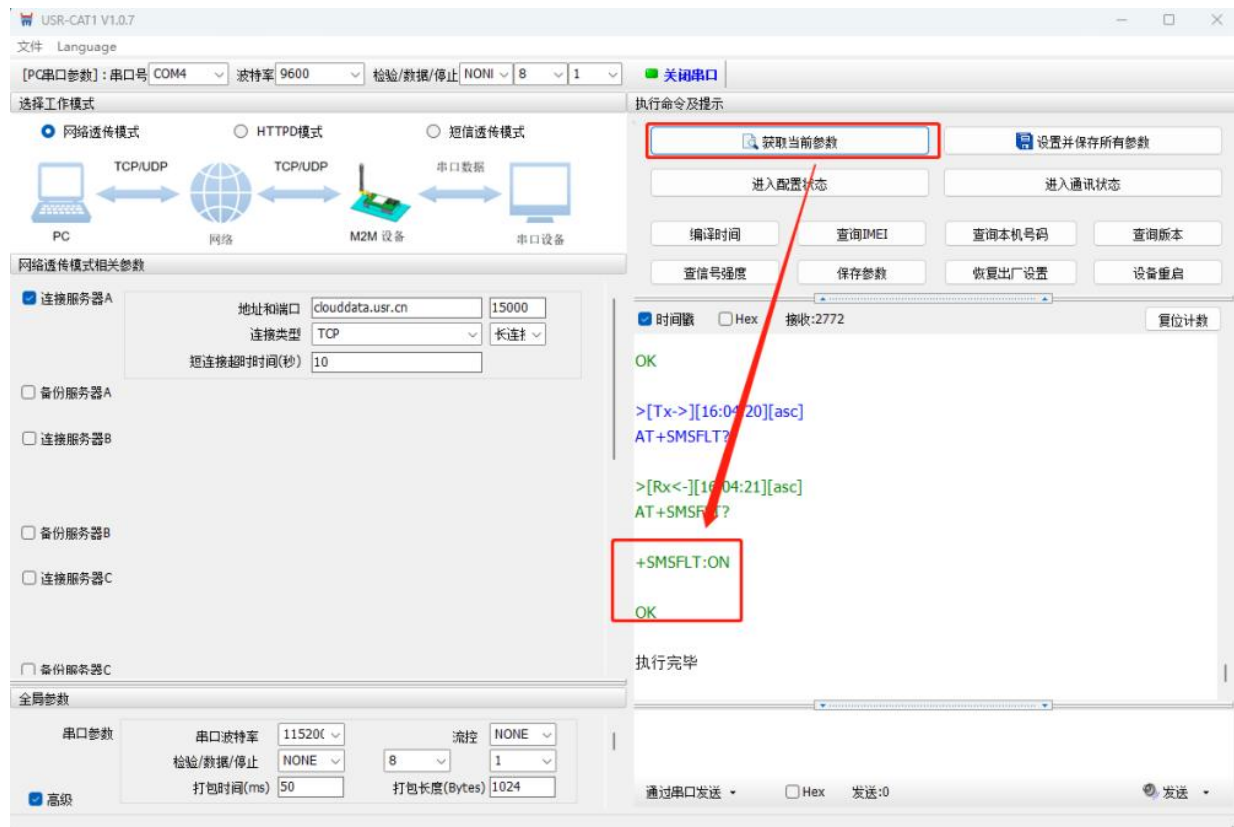 USR-CAT1 V1.0.7
文件 Language
[PC串口参数]：串口号 COM4 波特率 9600 检验/数据/停止 NONI 8 1 关闭串口
选择工作模式
网络透传模式 HTTPD模式 短信透传模式
TCP/UDP TCP/UDP 串口数据
PC 网络 M2M 设备 串口设备
网络透传模式相关参数
连接服务器A
地址和端口 clouddata.usr.cn 15000
连接类型 TCP 长连接
短连接超时时间(秒) 10
备份服务器A
连接服务器B
备份服务器B
连接服务器C
备份服务器C
全局参数
串口参数 串口波特率 115200 流控 NONE
检验/数据/停止 NONE 8 1
打包时间(ms) 50 打包长度(Bytes) 1024
高级
执行命令及提示
获取当前参数 设置并保存所有参数
进入配置状态 进入通讯状态
编译时间 查询IMEI 查询本机号码 查询版本
查信号强度 保存参数 恢复出厂设置 设备重启
时间戳 Hex 接收:2772 复位计数
OK
>[Tx->][16:04:20][asc]
AT+SMSFLT?
>[Rx<-][16:04:21][asc]
AT+SMSFLT?
+SMSFLT:ON
OK
执行完毕
通过串口发送 Hex 发送:0 发送